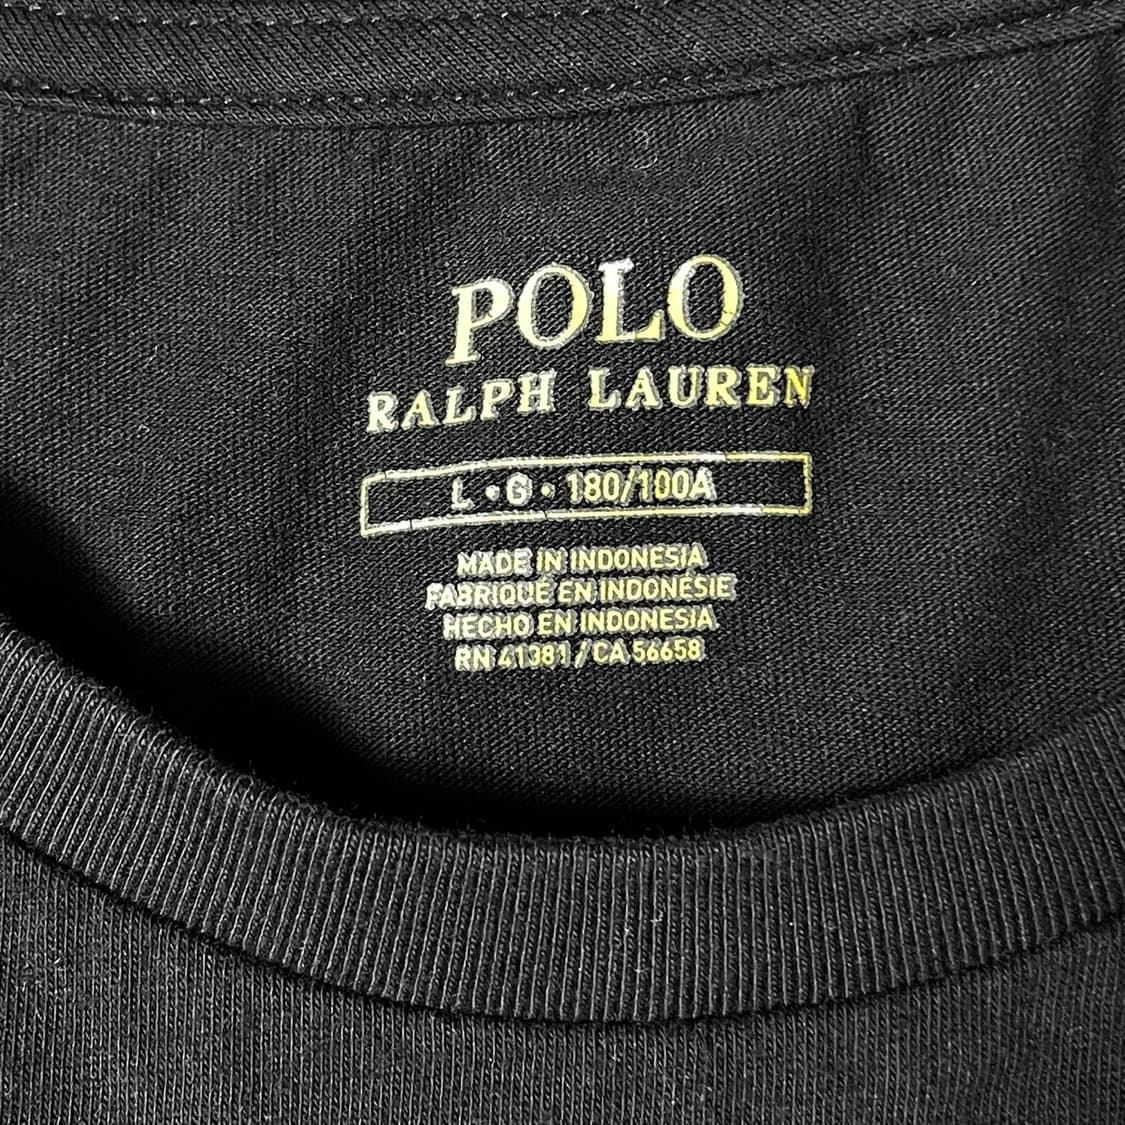 POLO
RALPH LAUREN
L • G • 180/100A
MADE IN INDONESIA
FABRIQUÉ EN INDONÉSIE
HECHO EN INDONESIA
RN 41381 / CA 56658